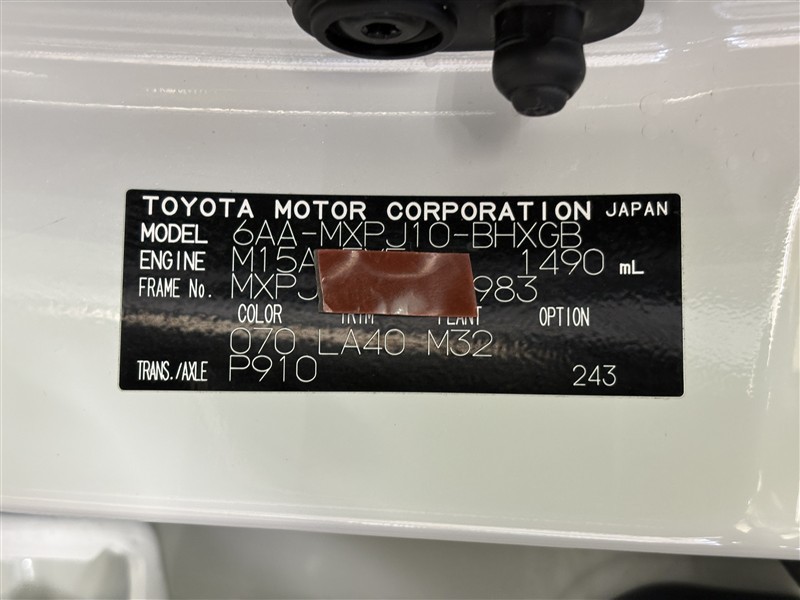 TOYOTA MOTOR CORPORATION JAPAN
MODEL 6AA-MXPJ10-BHXGB
ENGINE M15A 1490 mL
FRAME No. MXPJ 983
COLOR TRIM PLANT OPTION
070 LA40 M32
TRANS./AXLE P910 243